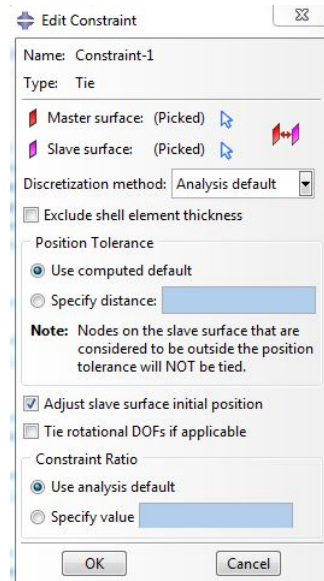 Edit Constraint
Name: Constraint-1
Type: Tie
Master surface: (Picked)
Slave surface: (Picked)
Discretization method: Analysis default
Exclude shell element thickness
Position Tolerance
Use computed default
Specify distance:
Note: Nodes on the slave surface that are
considered to be outside the position
tolerance will NOT be tied.
Adjust slave surface initial position
Tie rotational DOFs if applicable
Constraint Ratio
Use analysis default
Specify value
OK Cancel